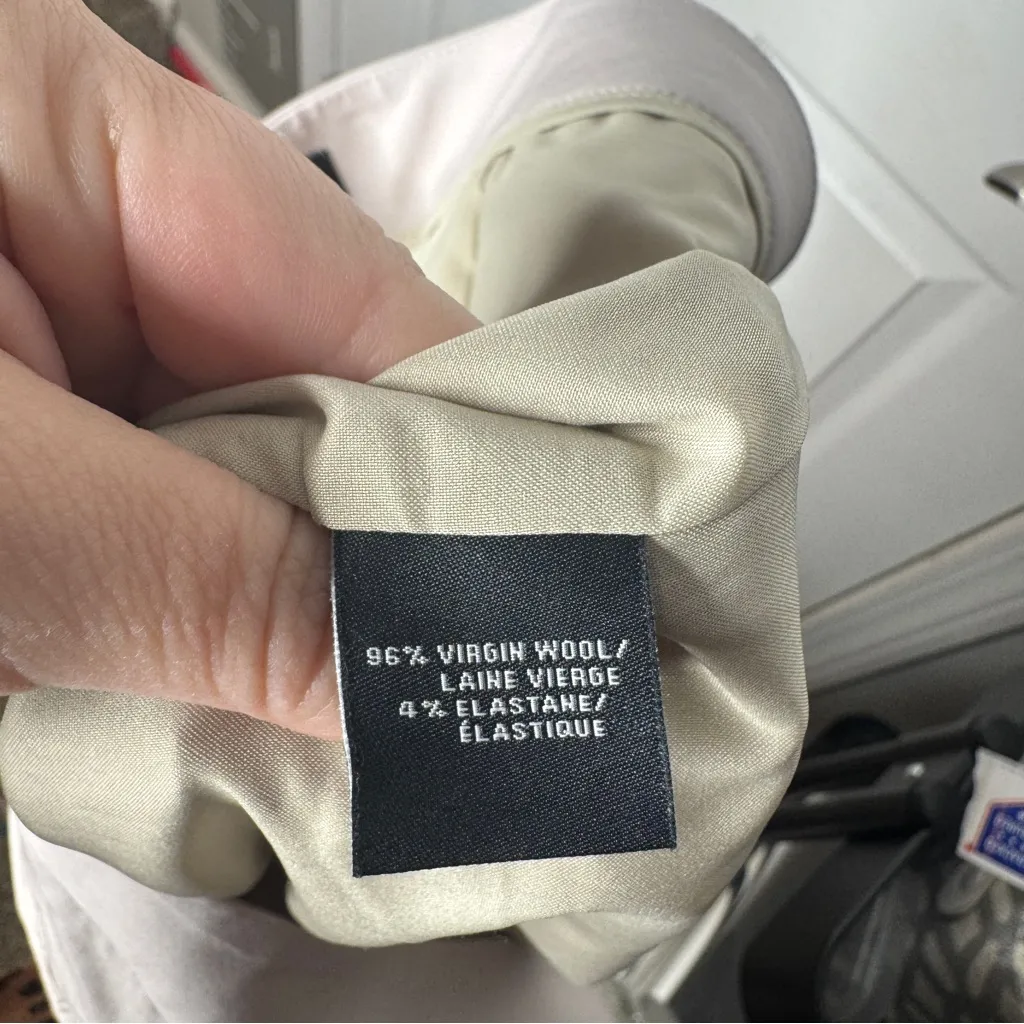 96% VIRGIN WOOL/
LAINE VIERGE
4% ELASTANE/
ÉLASTIQUE